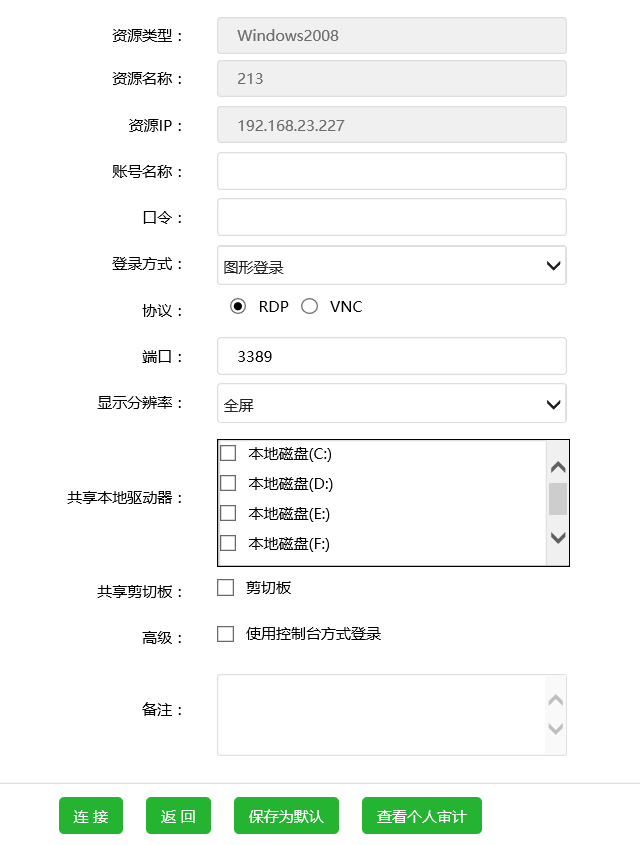 资源类型： Windows2008
资源名称： 213
资源IP： 192.168.23.227
账号名称：
口令：
登录方式： 图形登录
协议： RDP VNC
端口： 3389
显示分辨率： 全屏
本地磁盘(C:)
本地磁盘(D:)
共享本地驱动器：
本地磁盘(E:)
本地磁盘(F:)
共享剪切板： 剪切板
高级： 使用控制台方式登录
备注：
连 接 返 回 保存为默认 查看个人审计